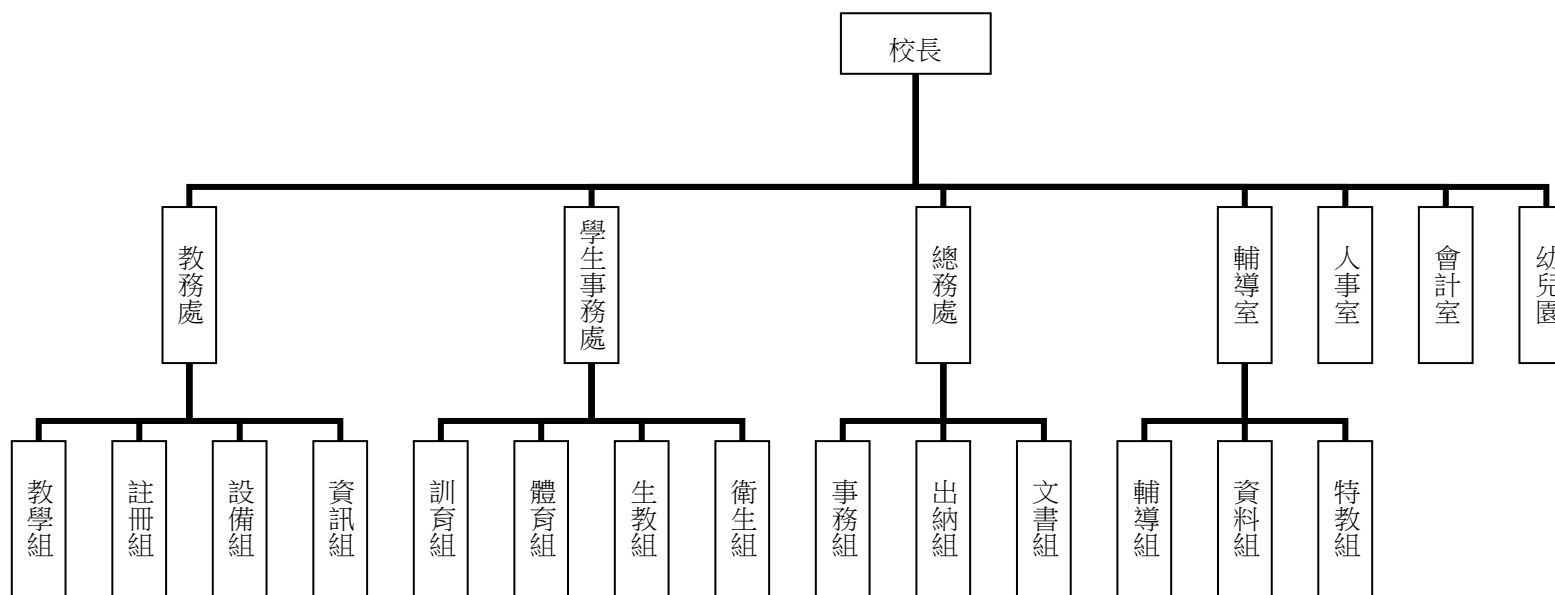 校長
教務處
學生事務處
總務處
輔導室
人事室
會計室
幼兒園
教學組
註冊組
設備組
資訊組
訓育組
體育組
生教組
衛生組
事務組
出納組
文書組
輔導組
資料組
特教組